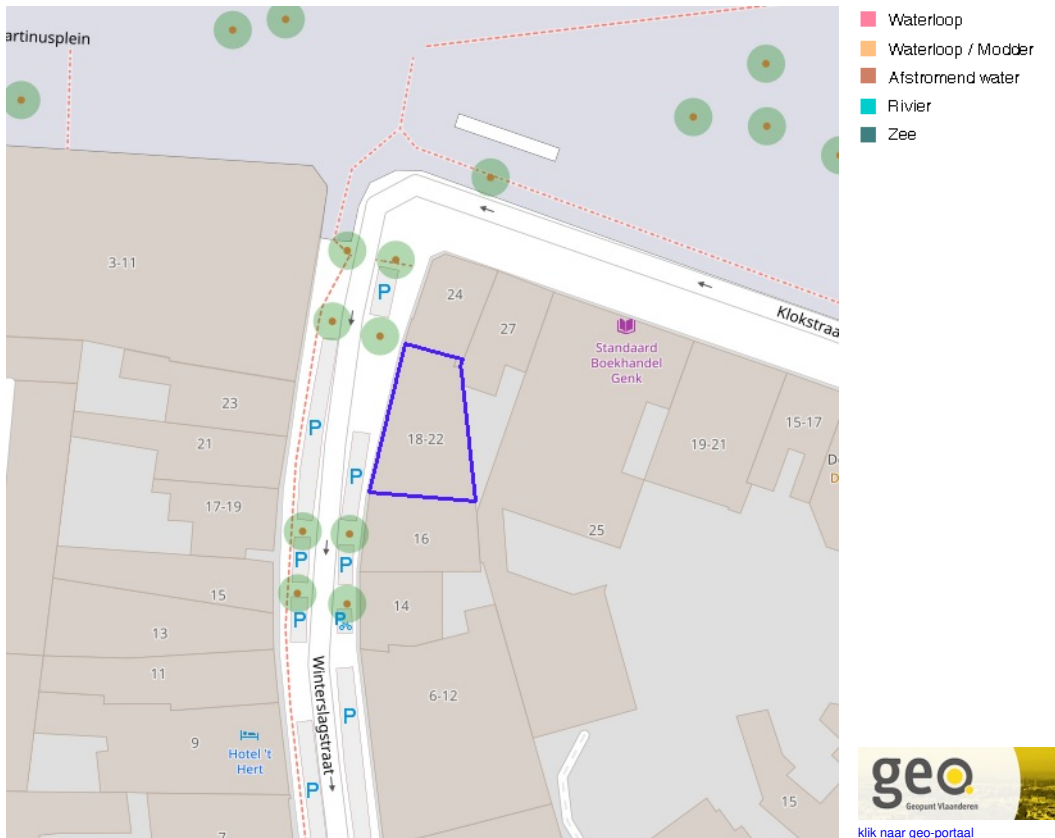 artinusplein
Waterloop
Waterloop / Modder
Afstromend water
Rivier
Zee
3-11
P
24
27
Klokstraa
Standaard
Boekhandel
Genk
23
P
18-22
15-17
21
19-21
P
De
D
17-19
25
16
P
P
15
14
P
P
13
11
Winterslagstraat
6-12
P
9
Hotel 't
Hert
P
15
7
geo
Geopunt Vlaanderen
klik naar geo-portaal